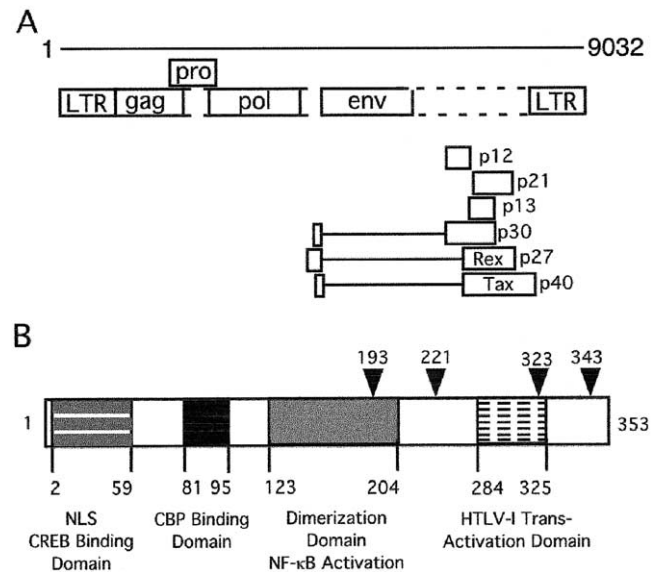 A
1 9032
pro
LTR gag pol env LTR
p12
p21
p13
p30
Rex p27
Tax p40
B
193 221 323 343
1 353
2 59 81 95 123 204 284 325
NLS
CREB Binding
Domain
CBP Binding
Domain
Dimerization
Domain
NF-κB Activation
HTLV-I Trans-
Activation Domain